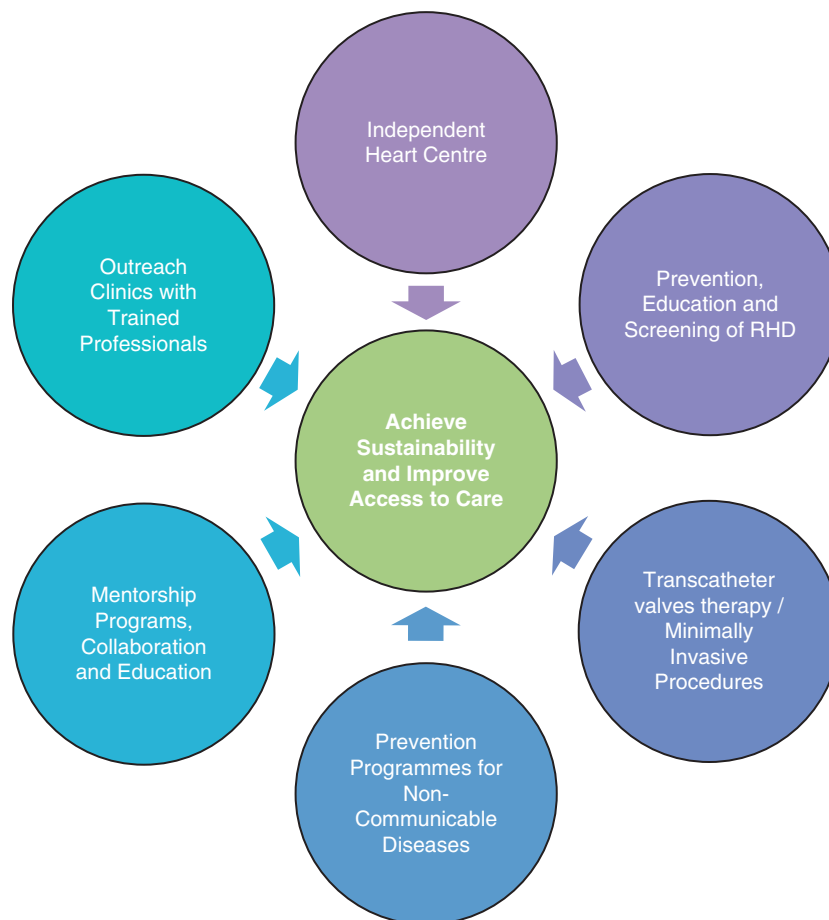 Independent
Heart Centre
Outreach
Clinics with
Trained
Professionals
Prevention,
Education and
Screening of RHD
Achieve
Sustainability
and Improve
Access to Care
Mentorship
Programs,
Collaboration
and Education
Transcatheter
valves therapy /
Minimally
Invasive
Procedures
Prevention
Programmes for
Non-
Communicable
Diseases